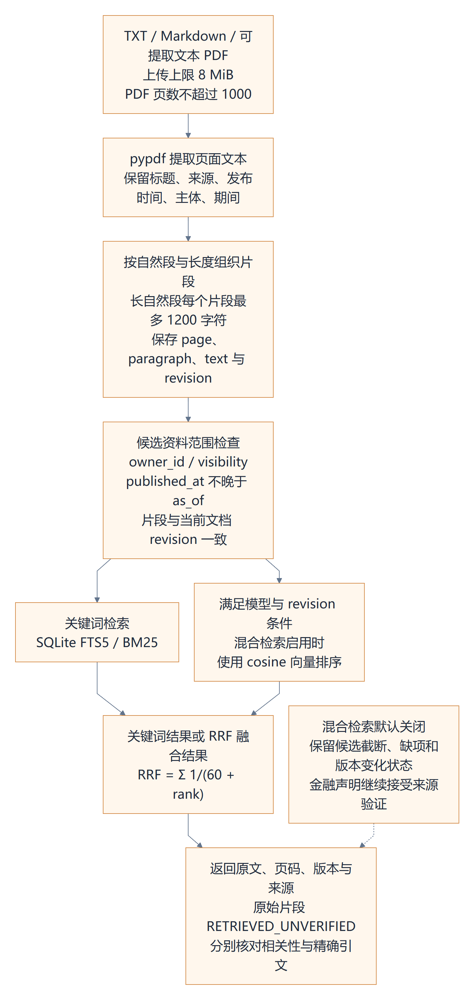 TXT / Markdown / 可
提取文本 PDF
上传上限 8 MiB
PDF 页数不超过 1000
pypdf 提取页面文本
保留标题、来源、发布
时间、主体、期间
按自然段与长度组织片
段
长自然段每个片段最
多 1200 字符
保存 page、
paragraph、text 与
revision
候选资料范围检查
owner_id / visibility
published_at 不晚于
as_of
片段与当前文档
revision 一致
关键词检索
SQLite FTS5 / BM25
满足模型与 revision
条件
混合检索启用时
使用 cosine 向量排序
关键词结果或 RRF 融
合结果
RRF = Σ 1/(60 +
rank)
混合检索默认关闭
保留候选截断、缺项和
版本变化状态
金融声明继续接受来源
验证
返回原文、页码、版本与
来源
原始片段
RETRIEVED_UNVERIFIED
分别核对相关性与精确引
文